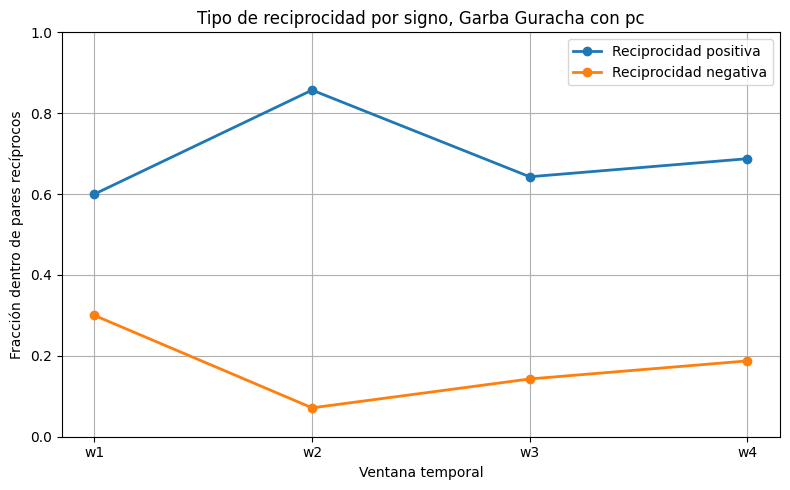 Tipo de reciprocidad por signo, Garba Guracha con pc
Reciprocidad positiva
Reciprocidad negativa
Fracción dentro de pares recíprocos
1.0
0.8
0.6
0.4
0.2
0.0
w1 w2 w3 w4
Ventana temporal